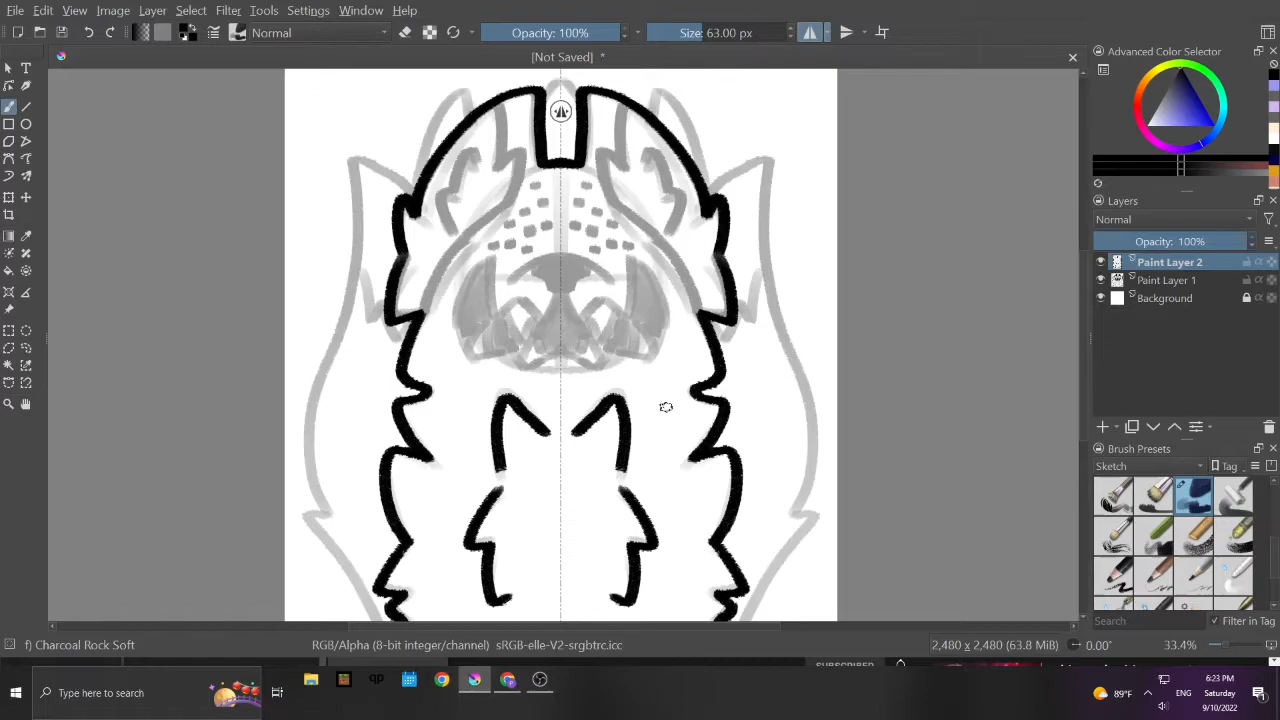 File Edit View Image Layer Select Filter Tools Settings Window Help
Normal Opacity: 100% Size: 63.00 px
[Not Saved] *
Advanced Color Selector
Layers
Normal
Opacity: 100%
Paint Layer 2
Paint Layer 1
Background
Brush Presets
Sketch Tag
Search Filter in Tag
f) Charcoal Rock Soft RGB/Alpha (8-bit integer/channel) sRGB-elle-V2-srgbtrc.icc 2,480 x 2,480 (63.8 MiB) 0.00° 33.4%
SUBSCRIBED
Type here to search qp 89°F ENG
6:23 PM
Saturday
9/10/2022
1